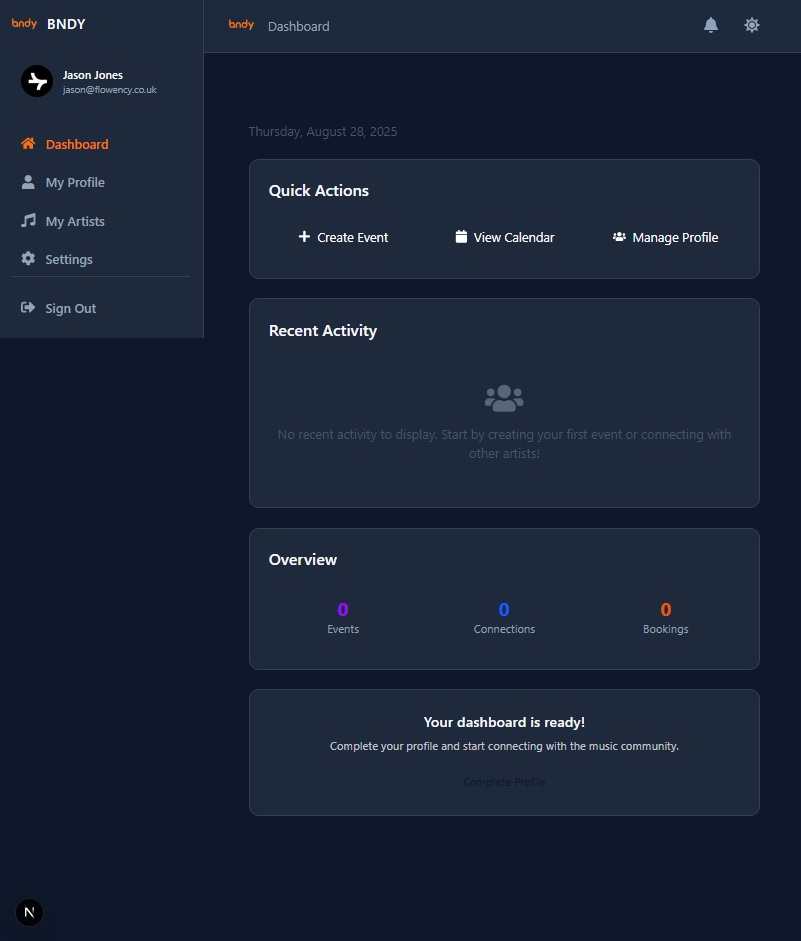 bndy BNDY
Jason Jones
jason@flowency.co.uk
Dashboard
My Profile
My Artists
Settings
Sign Out
bndy Dashboard
Thursday, August 28, 2025
Quick Actions
Create Event View Calendar Manage Profile
Recent Activity
No recent activity to display. Start by creating your first event or connecting with
other artists!
Overview
0 0 0
Events Connections Bookings
Your dashboard is ready!
Complete your profile and start connecting with the music community.
Complete Profile
N